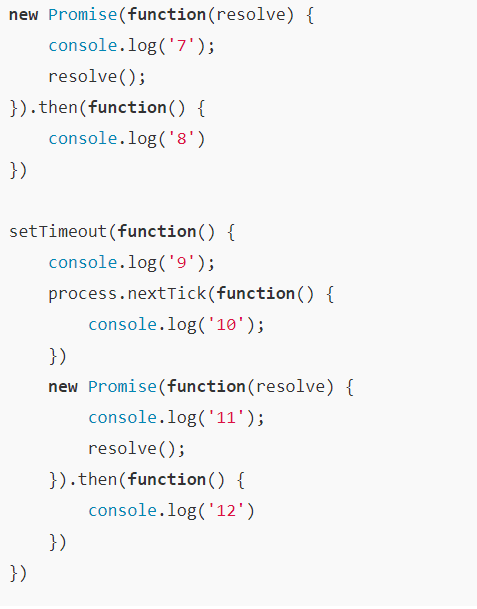 new Promise(function(resolve) {
    console.log('7');
    resolve();
}).then(function() {
    console.log('8')
})

setTimeout(function() {
    console.log('9');
    process.nextTick(function() {
        console.log('10');
    })
    new Promise(function(resolve) {
        console.log('11');
        resolve();
    }).then(function() {
        console.log('12')
    })
})